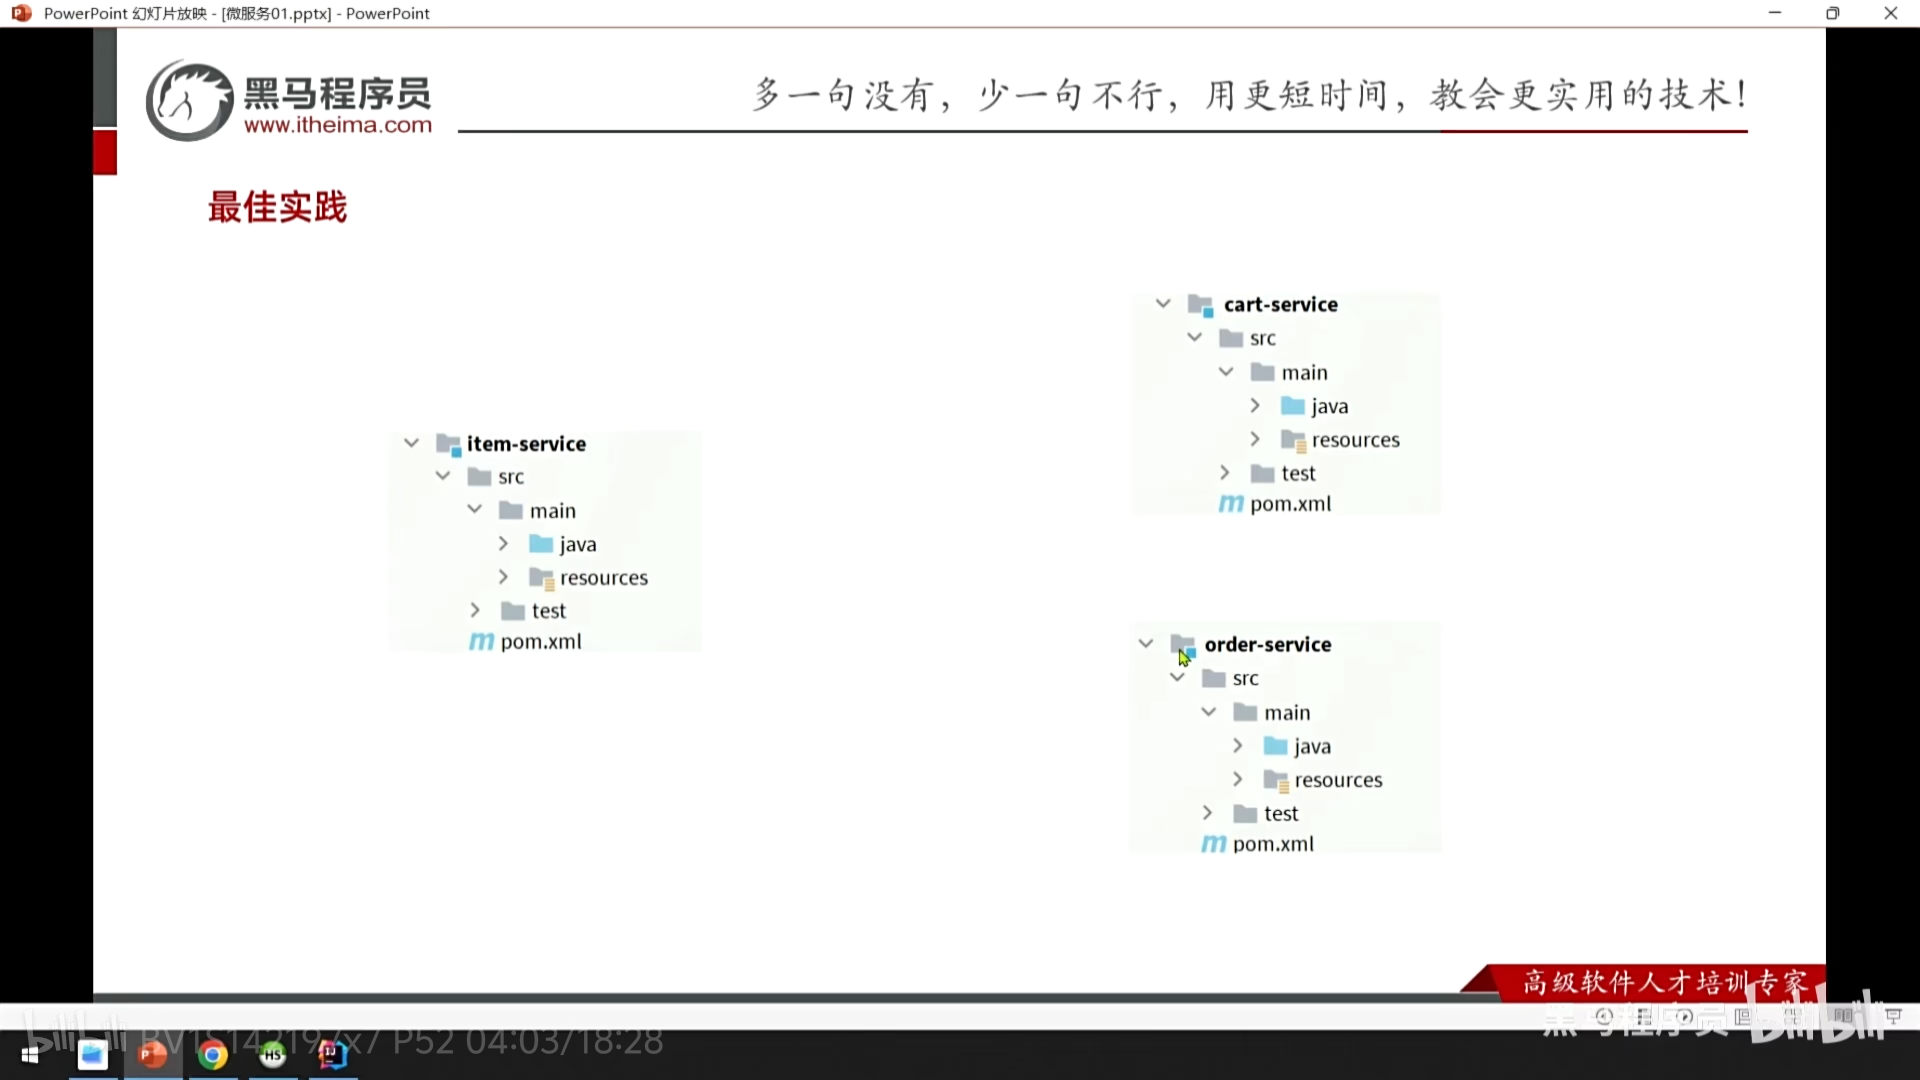 PowerPoint 幻灯片放映 - [微服务01.pptx] - PowerPoint
黑马程序员
www.itheima.com
多一句没有，少一句不行，用更短时间，教会更实用的技术！
最佳实践
item-service
src
main
java
resources
test
pom.xml
cart-service
src
main
java
resources
test
pom.xml
order-service
src
main
java
resources
test
pom.xml
高级软件人才培训专家
黑马程序员 bilibili
P52 04:03/18:28